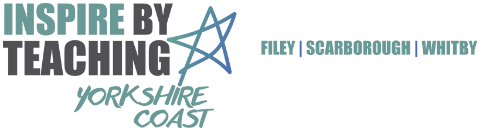 INSPIRE BY
TEACHING
YORKSHIRE
COAST
FILEY | SCARBOROUGH | WHITBY